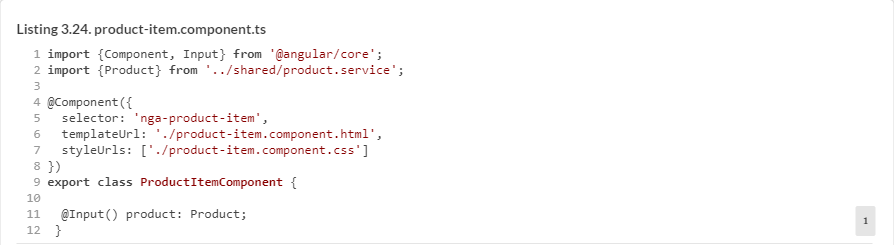 Listing 3.24. product-item.component.ts
1 import {Component, Input} from '@angular/core';
2 import {Product} from '../shared/product.service';
3
4 @Component({
5   selector: 'nga-product-item',
6   templateUrl: './product-item.component.html',
7   styleUrls: ['./product-item.component.css']
8 })
9 export class ProductItemComponent {
10
11   @Input() product: Product;
12  }
1